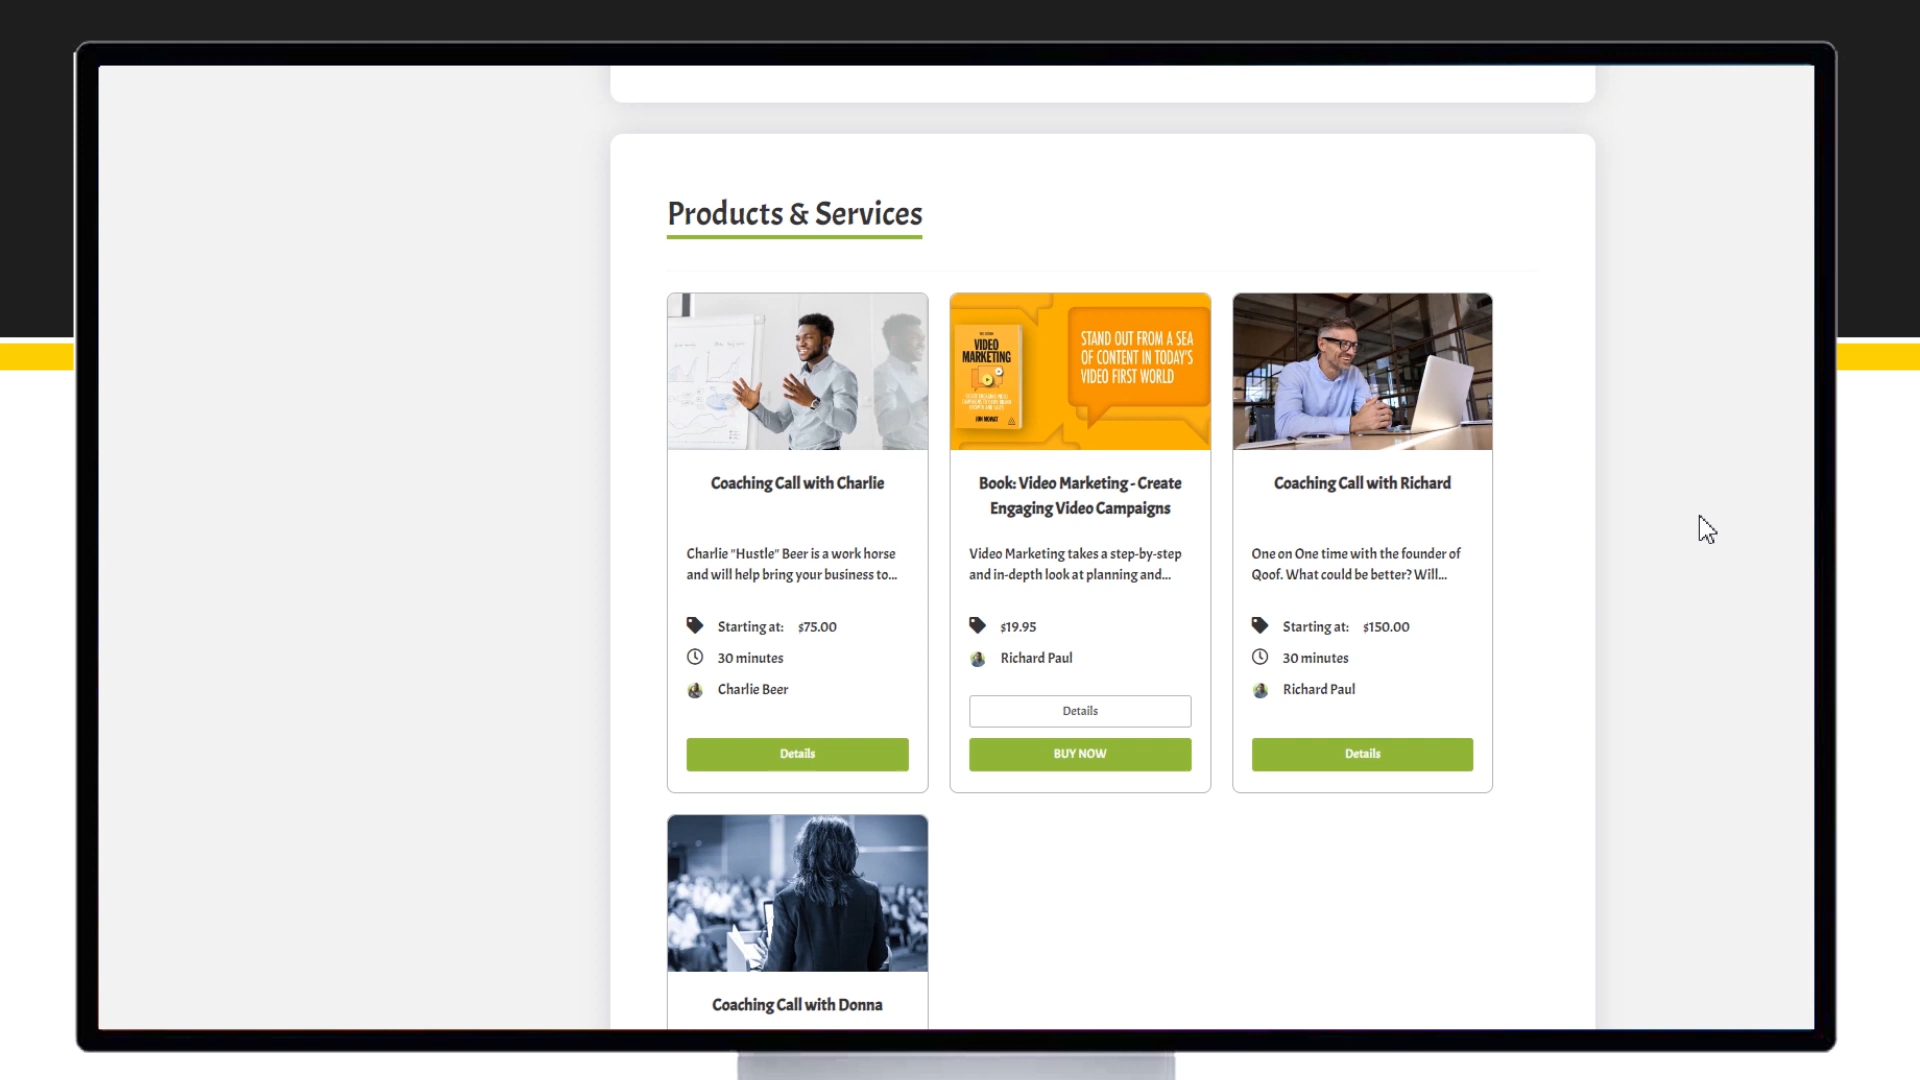 Products & Services
VIDEO
MARKETING
JON MOWAT
STAND OUT FROM A SEA
OF CONTENT IN TODAY'S
VIDEO FIRST WORLD
Coaching Call with Charlie
Charlie "Hustle" Beer is a work horse
and will help bring your business to...
Starting at: $75.00
30 minutes
Charlie Beer
Details
Book: Video Marketing - Create
Engaging Video Campaigns
Video Marketing takes a step-by-step
and in-depth look at planning and...
$19.95
Richard Paul
Details
BUY NOW
Coaching Call with Richard
One on One time with the founder of
Qoof. What could be better? Will...
Starting at: $150.00
30 minutes
Richard Paul
Details
Coaching Call with Donna